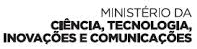 MINISTÉRIO DA
CIÊNCIA, TECNOLOGIA,
INOVAÇÕES E COMUNICAÇÕES